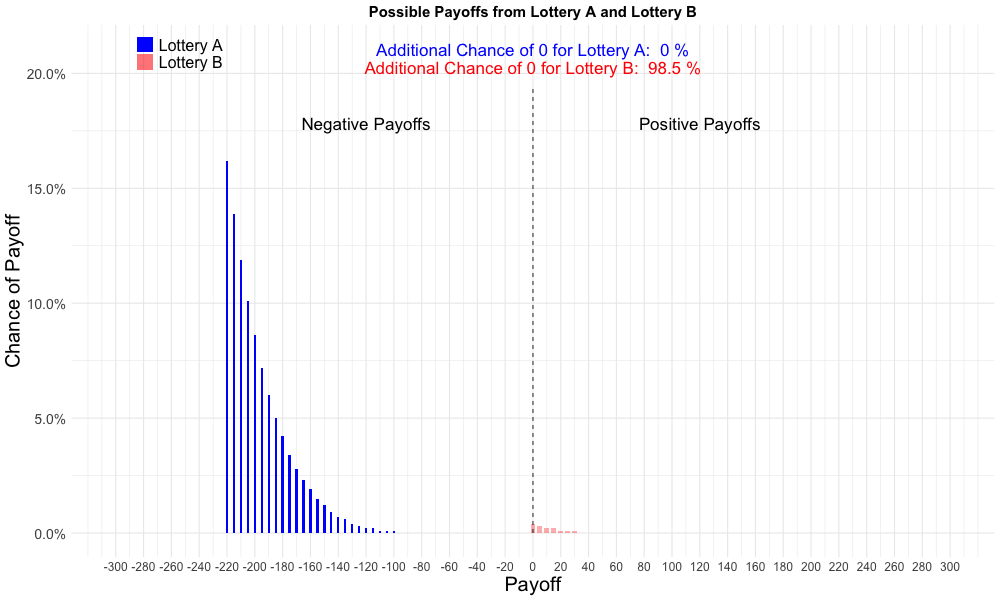 Possible Payoffs from Lottery A and Lottery B
Lottery A
Lottery B
Additional Chance of 0 for Lottery A:  0 %
Additional Chance of 0 for Lottery B:  98.5 %
Negative Payoffs
Positive Payoffs
Chance of Payoff
20.0%
15.0%
10.0%
5.0%
0.0%
-300 -280 -260 -240 -220 -200 -180 -160 -140 -120 -100 -80 -60 -40 -20 0 20 40 60 80 100 120 140 160 180 200 220 240 260 280 300
Payoff